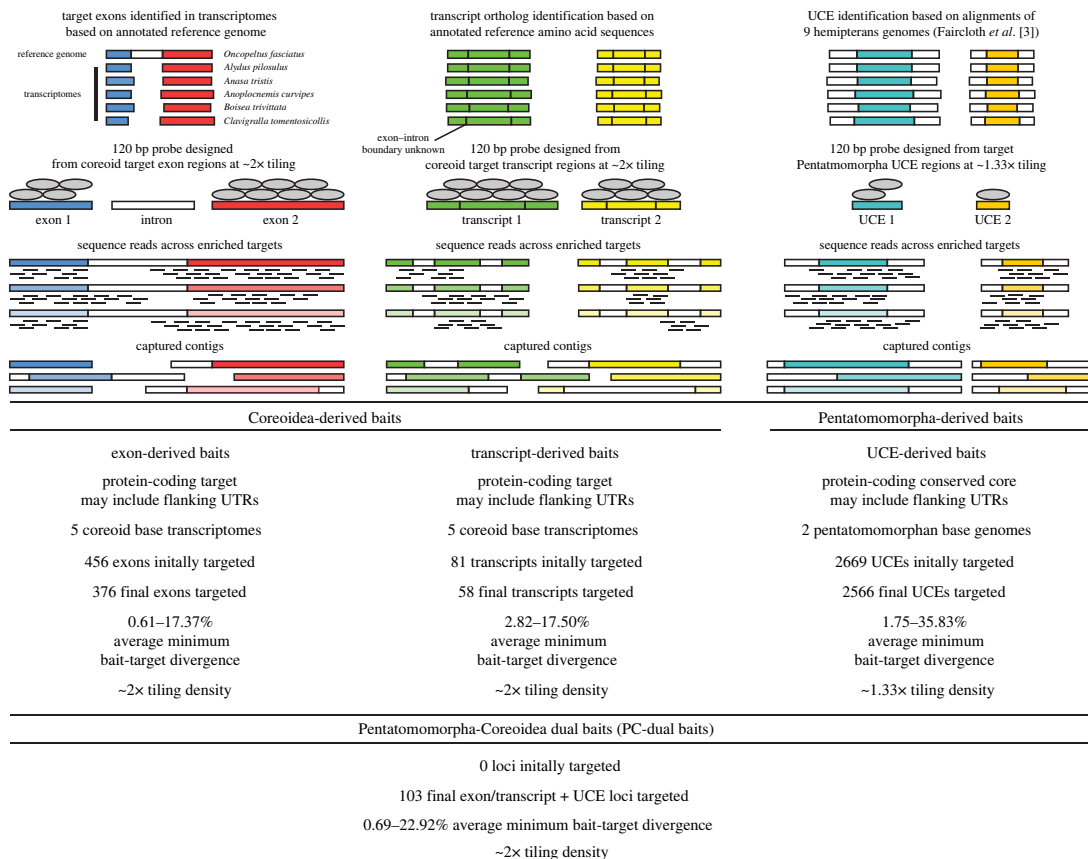 target exons identified in transcriptomes
based on annotated reference genome
reference genome
Oncopeltus fasciatus
Alydus pilosulus
Anasa tristis
transcriptomes
Anoplocnemis curvipes
Boisea trivittata
Clavigralla tomentosicollis
120 bp probe designed
from coreoid target exon regions at ~2× tiling
exon 1
intron
exon 2
sequence reads across enriched targets
captured contigs
transcript ortholog identification based on
annotated reference amino acid sequences
exon–intron
boundary unknown
120 bp probe designed from
coreoid target transcript regions at ~2× tiling
transcript 1
transcript 2
sequence reads across enriched targets
captured contigs
UCE identification based on alignments of
9 hemipterans genomes (Faircloth et al. [3])
120 bp probe designed from target
Pentatmomorpha UCE regions at ~1.33× tiling
UCE 1
UCE 2
sequence reads across enriched targets
captured contigs
Coreoidea-derived baits
Pentatomomorpha-derived baits
exon-derived baits
protein-coding target
may include flanking UTRs
5 coreoid base transcriptomes
456 exons initally targeted
376 final exons targeted
0.61–17.37%
average minimum
bait-target divergence
~2× tiling density
transcript-derived baits
protein-coding target
may include flanking UTRs
5 coreoid base transcriptomes
81 transcripts initally targeted
58 final transcripts targeted
2.82–17.50%
average minimum
bait-target divergence
~2× tiling density
UCE-derived baits
protein-coding conserved core
may include flanking UTRs
2 pentatomomorphan base genomes
2669 UCEs initally targeted
2566 final UCEs targeted
1.75–35.83%
average minimum
bait-target divergence
~1.33× tiling density
Pentatomomorpha-Coreoidea dual baits (PC-dual baits)
0 loci initally targeted
103 final exon/transcript + UCE loci targeted
0.69–22.92% average minimum bait-target divergence
~2× tiling density